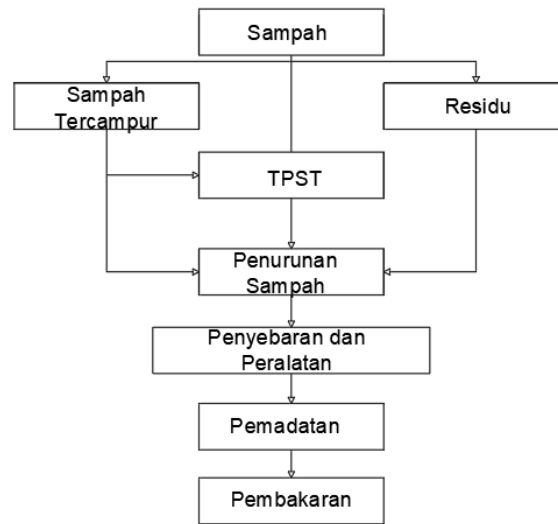 Sampah
Sampah
Tercampur
Residu
TPST
Penurunan
Sampah
Penyebaran dan
Peralatan
Pemadatan
Pembakaran